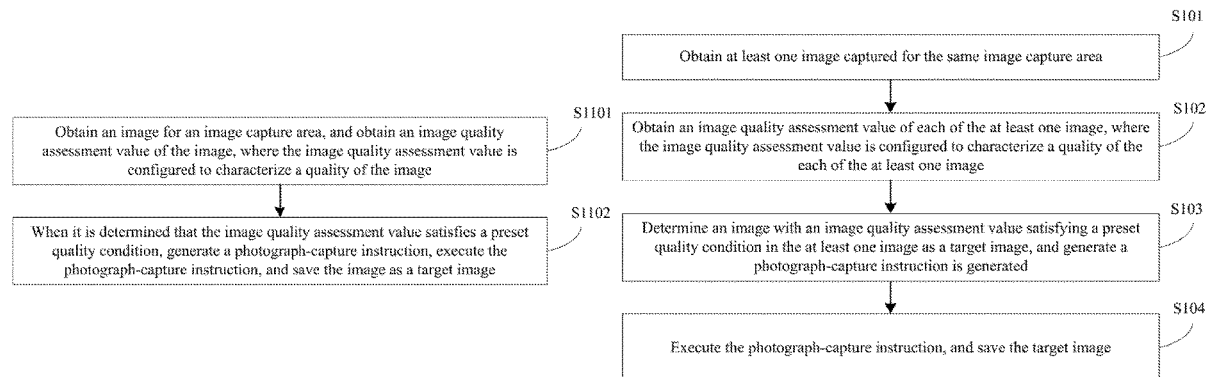 S1101
Obtain an image for an image capture area, and obtain an image quality
assessment value of the image, where the image quality assessment value is
configured to characterize a quality of the image
S1102
When it is determined that the image quality assessment value satisfies a preset
quality condition, generate a photograph-capture instruction, execute the
photograph-capture instruction, and save the image as a target image
S101
Obtain at least one image captured for the same image capture area
S102
Obtain an image quality assessment value of each of the at least one image, where
the image quality assessment value is configured to characterize a quality of the
each of the at least one image
S103
Determine an image with an image quality assessment value satisfying a preset
quality condition in the at least one image as a target image, and generate a
photograph-capture instruction is generated
S104
Execute the photograph-capture instruction, and save the target image